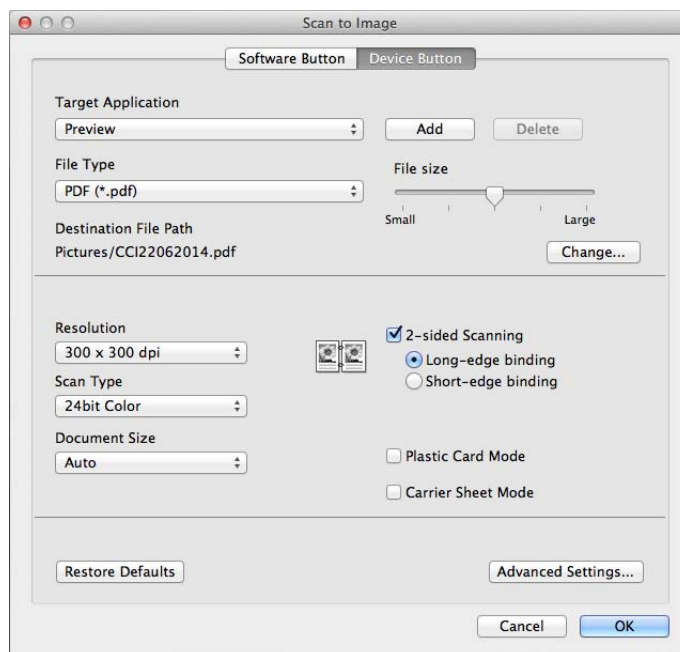 Scan to Image
Software Button Device Button
Target Application
Preview Add Delete
File Type File size
PDF (*.pdf)
Small Large
Destination File Path
Pictures/CCI22062014.pdf Change...
Resolution 2-sided Scanning
300 x 300 dpi Long-edge binding
Scan Type Short-edge binding
24bit Color
Document Size
Auto Plastic Card Mode
Carrier Sheet Mode
Restore Defaults Advanced Settings...
Cancel OK